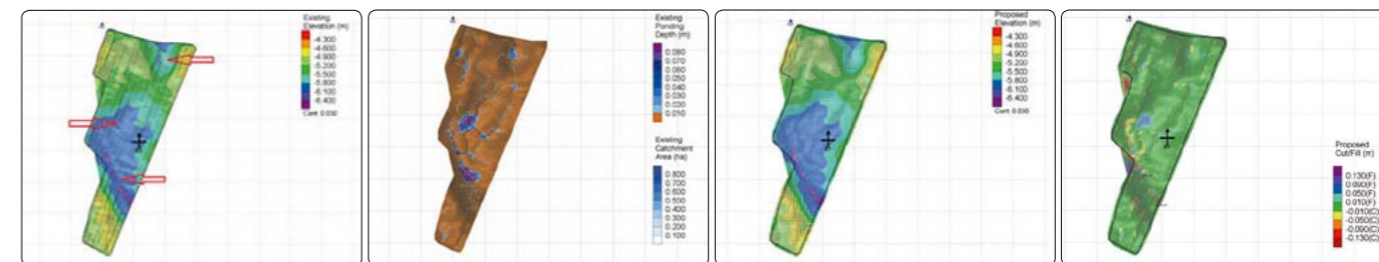 Existing
Elevation (m)
-4.300
-4.600
-4.900
-5.200
-5.500
-5.800
-6.100
-6.400
Cont: 0.030
Existing
Ponding
Depth (m)
0.080
0.070
0.060
0.050
0.040
0.030
0.020
0.010
Existing
Catchment
Area (ha)
0.800
0.700
0.600
0.500
0.400
0.300
0.200
0.100
Proposed
Elevation (m)
-4.300
-4.600
-4.900
-5.200
-5.500
-5.800
-6.100
-6.400
Cont: 0.030
Proposed
Cut/Fill (m)
0.130(F)
0.090(F)
0.050(F)
0.010(F)
-0.010(C)
-0.050(C)
-0.090(C)
-0.130(C)